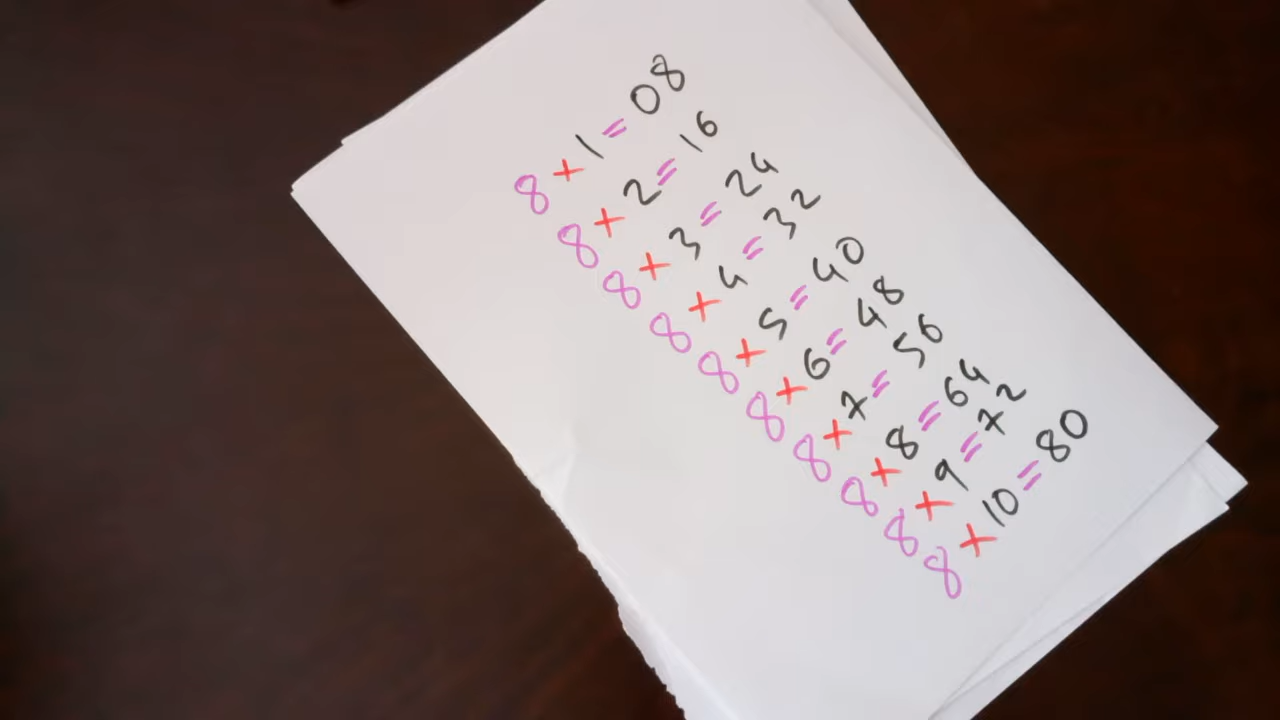 8 × 1 = 08
8 × 2 = 16
8 × 3 = 24
8 × 4 = 32
8 × 5 = 40
8 × 6 = 48
8 × 7 = 56
8 × 8 = 64
8 × 9 = 72
8 × 10 = 80